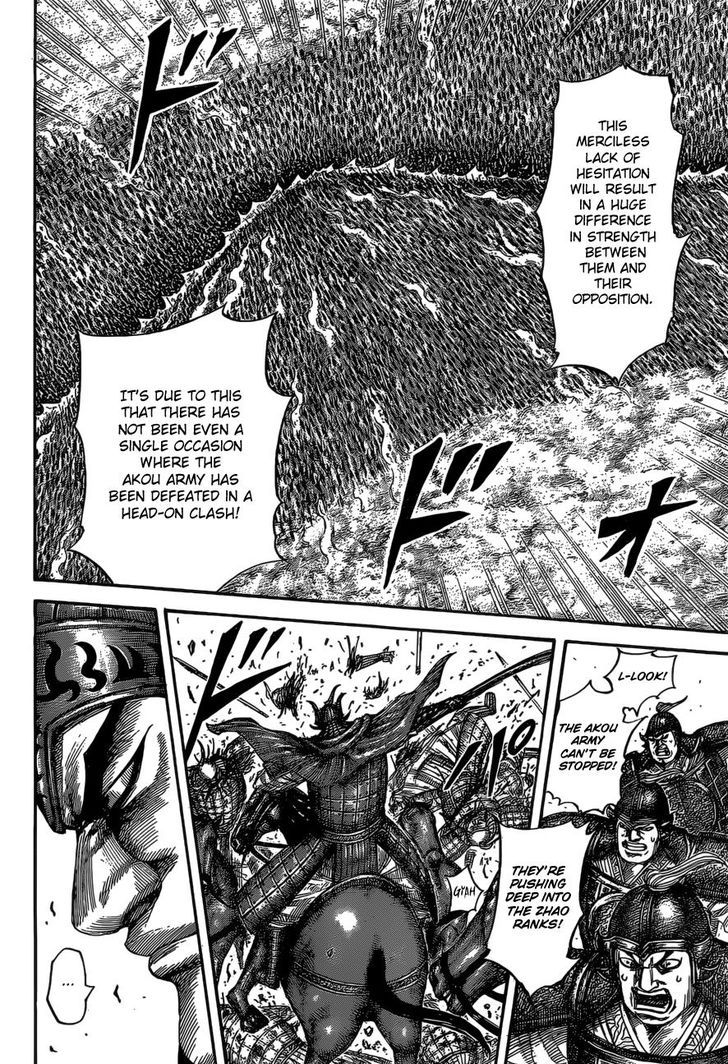 THIS
MERCILESS
LACK OF
HESITATION
WILL RESULT
IN A HUGE
DIFFERENCE
IN STRENGTH
BETWEEN
THEM AND
THEIR
OPPOSITION.
ド
IT'S DUE TO THIS
THAT THERE HAS
NOT BEEN EVEN A
SINGLE OCCASION
WHERE THE
AKOU ARMY HAS
BEEN DEFEATED IN A
HEAD-ON CLASH!
オ
ド
L-LOOK!
THE AKOU
ARMY
CAN'T BE
STOPPED!
THEY'RE
PUSHING
DEEP INTO
THE ZHAO
RANKS!
ド
GYAH
...